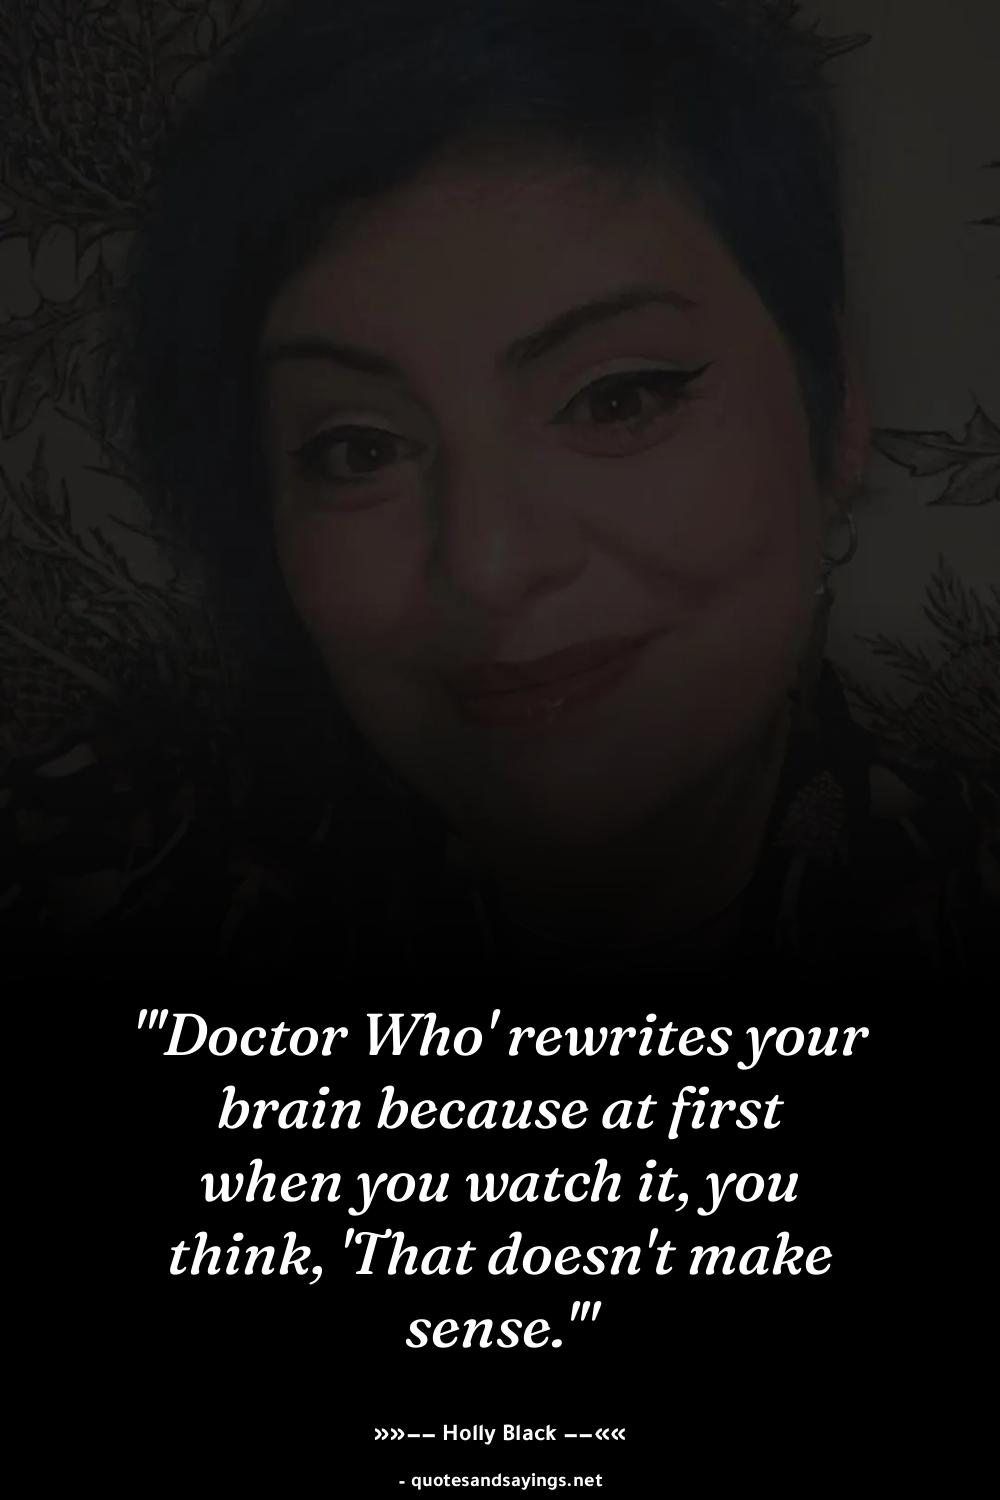 "'Doctor Who' rewrites your
brain because at first
when you watch it, you
think, 'That doesn't make
sense.'"
»»—— Holly Black ——««
- quotesandsayings.net